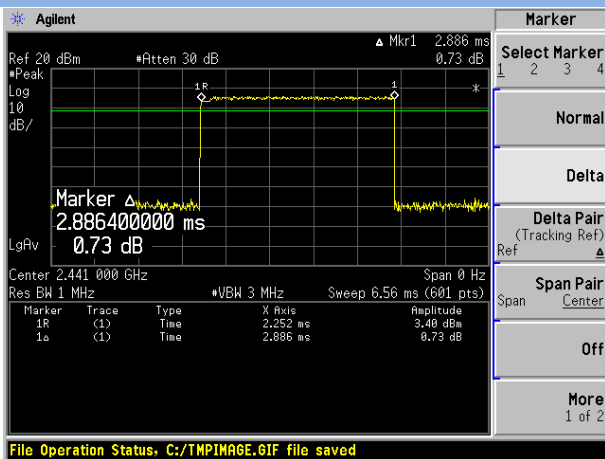 Agilent
Marker
Δ Mkr1 2.886 ms
Ref 20 dBm #Atten 30 dB 0.73 dB
#Peak
Log
10
dB/
1R
1
Marker Δ
2.886400000 ms
0.73 dB
LgAv
Center 2.441 000 GHz Span 0 Hz
Res BW 1 MHz #VBW 3 MHz Sweep 6.56 ms (601 pts)
Marker Trace Type X Axis Amplitude
1R (1) Time 2.252 ms 3.40 dBm
1Δ (1) Time 2.886 ms 0.73 dB
Select Marker
1 2 3 4
Normal
Delta
Delta Pair
(Tracking Ref)
Ref Δ
Span Pair
Span Center
Off
More
1 of 2
File Operation Status, C:/TMPIMAGE.GIF file saved